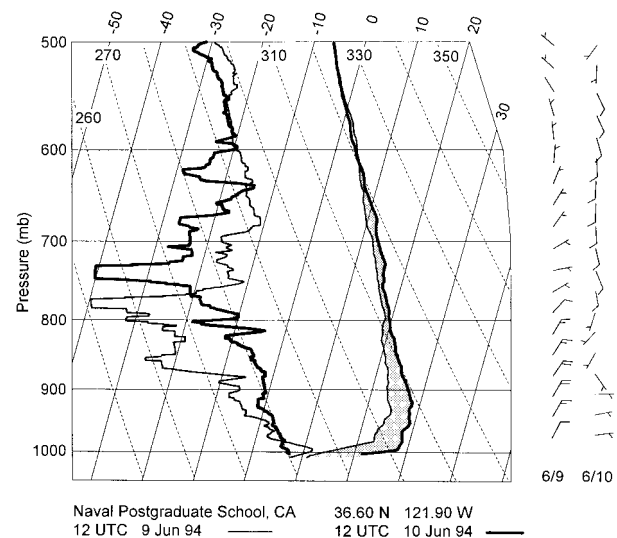 -50 -40 -30 -20 -10 0 10 20
500
270 310 330 350
30
260
600
700
Pressure (mb)
800
900
1000
6/9 6/10
Naval Postgraduate School, CA 36.60 N 121.90 W
12 UTC 9 Jun 94 12 UTC 10 Jun 94